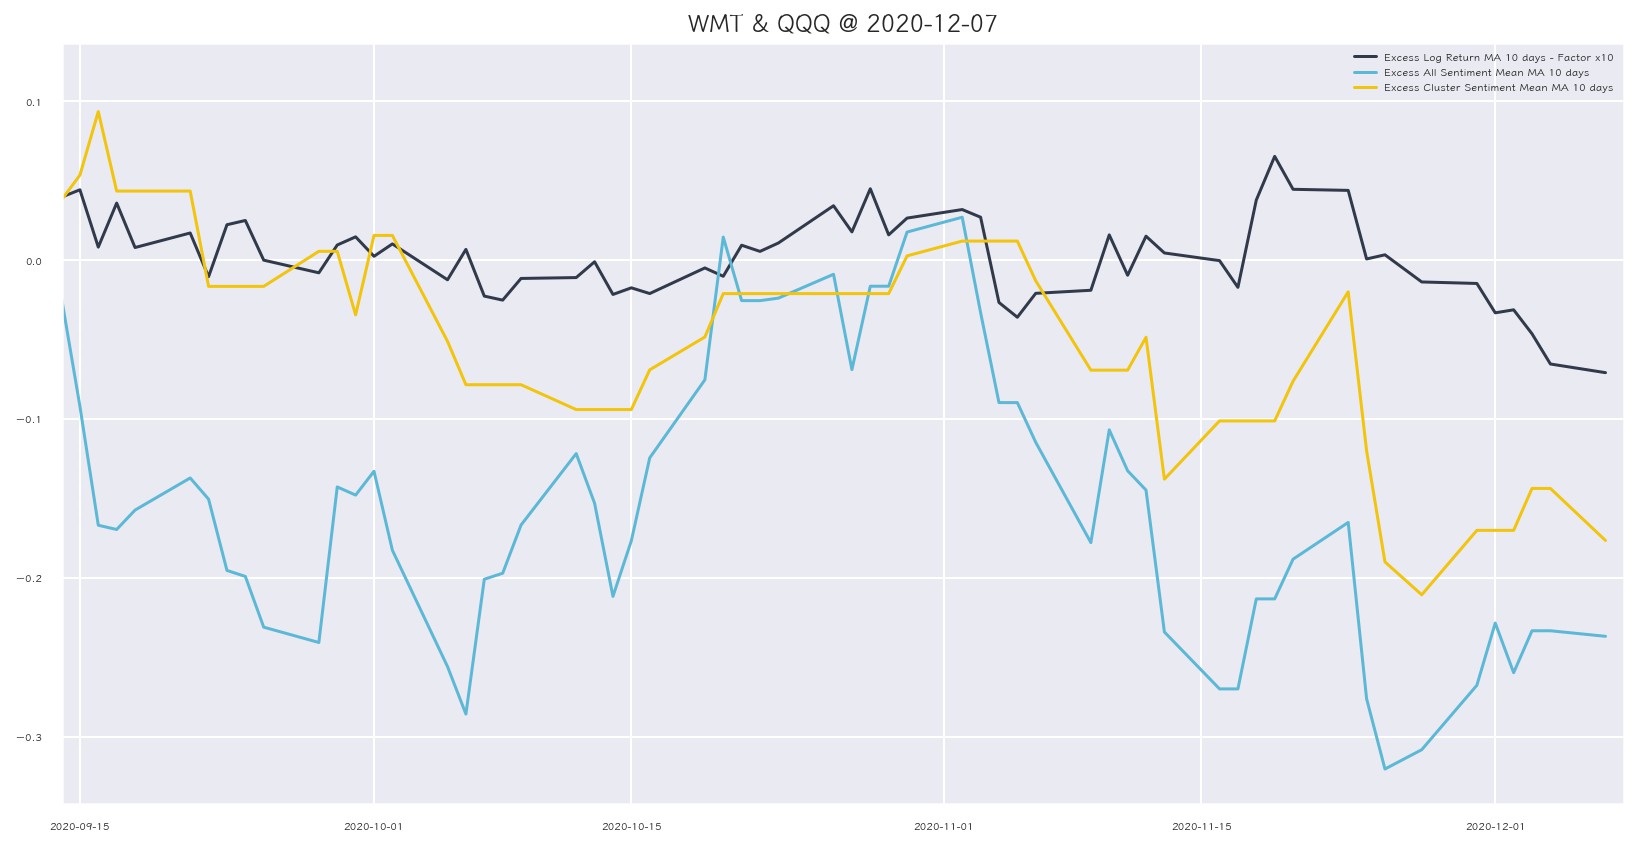 WMT & QQQ @ 2020-12-07
Excess Log Return MA 10 days - Factor x10
Excess All Sentiment Mean MA 10 days
Excess Cluster Sentiment Mean MA 10 days
0.1
0.0
−0.1
−0.2
−0.3
2020-09-15 2020-10-01 2020-10-15 2020-11-01 2020-11-15 2020-12-01